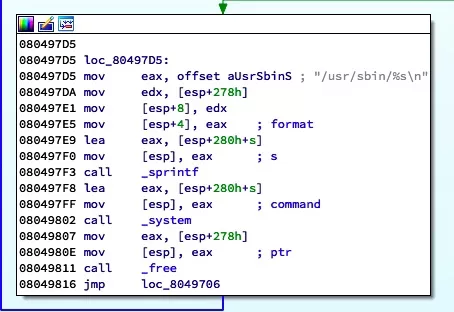 080497D5
080497D5 loc_80497D5:
080497D5 mov eax, offset aUsrSbinS ; "/usr/sbin/%s\n"
080497DA mov edx, [esp+278h]
080497E1 mov [esp+8], edx
080497E5 mov [esp+4], eax ; format
080497E9 lea eax, [esp+280h+s]
080497F0 mov [esp], eax ; s
080497F3 call _sprintf
080497F8 lea eax, [esp+280h+s]
080497FF mov [esp], eax ; command
08049802 call _system
08049807 mov eax, [esp+278h]
0804980E mov [esp], eax ; ptr
08049811 call _free
08049816 jmp loc_8049706